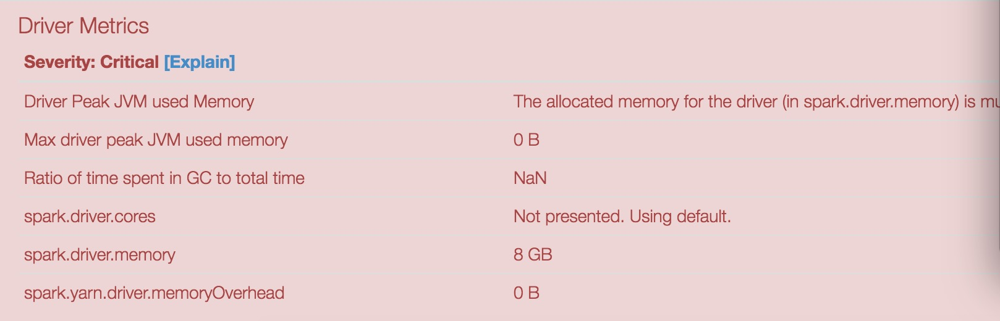 Driver Metrics
Severity: Critical [Explain]
Driver Peak JVM used Memory The allocated memory for the driver (in spark.driver.memory) is
Max driver peak JVM used memory 0 B
Ratio of time spent in GC to total time NaN
spark.driver.cores Not presented. Using default.
spark.driver.memory 8 GB
spark.yarn.driver.memoryOverhead 0 B